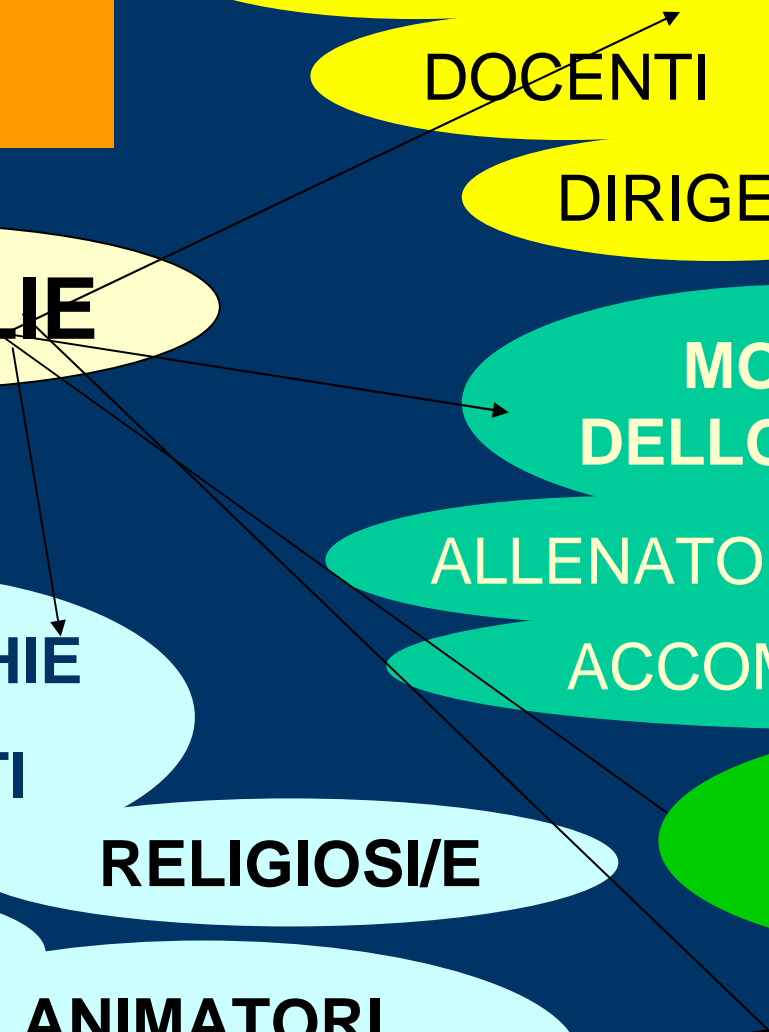 DOCENTI
DIRIGE
LIE
MO
DELLO
ALLENATO
ACCOM
HIE
TI
RELIGIOSI/E
ANIMATORI